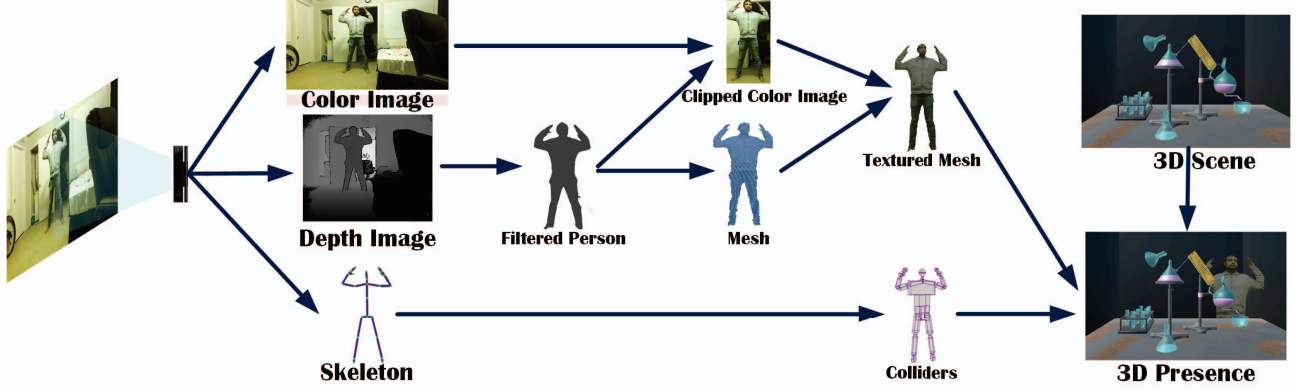 Color Image
Clipped Color Image
Textured Mesh
3D Scene
Depth Image
Filtered Person
Mesh
Skeleton
Colliders
3D Presence